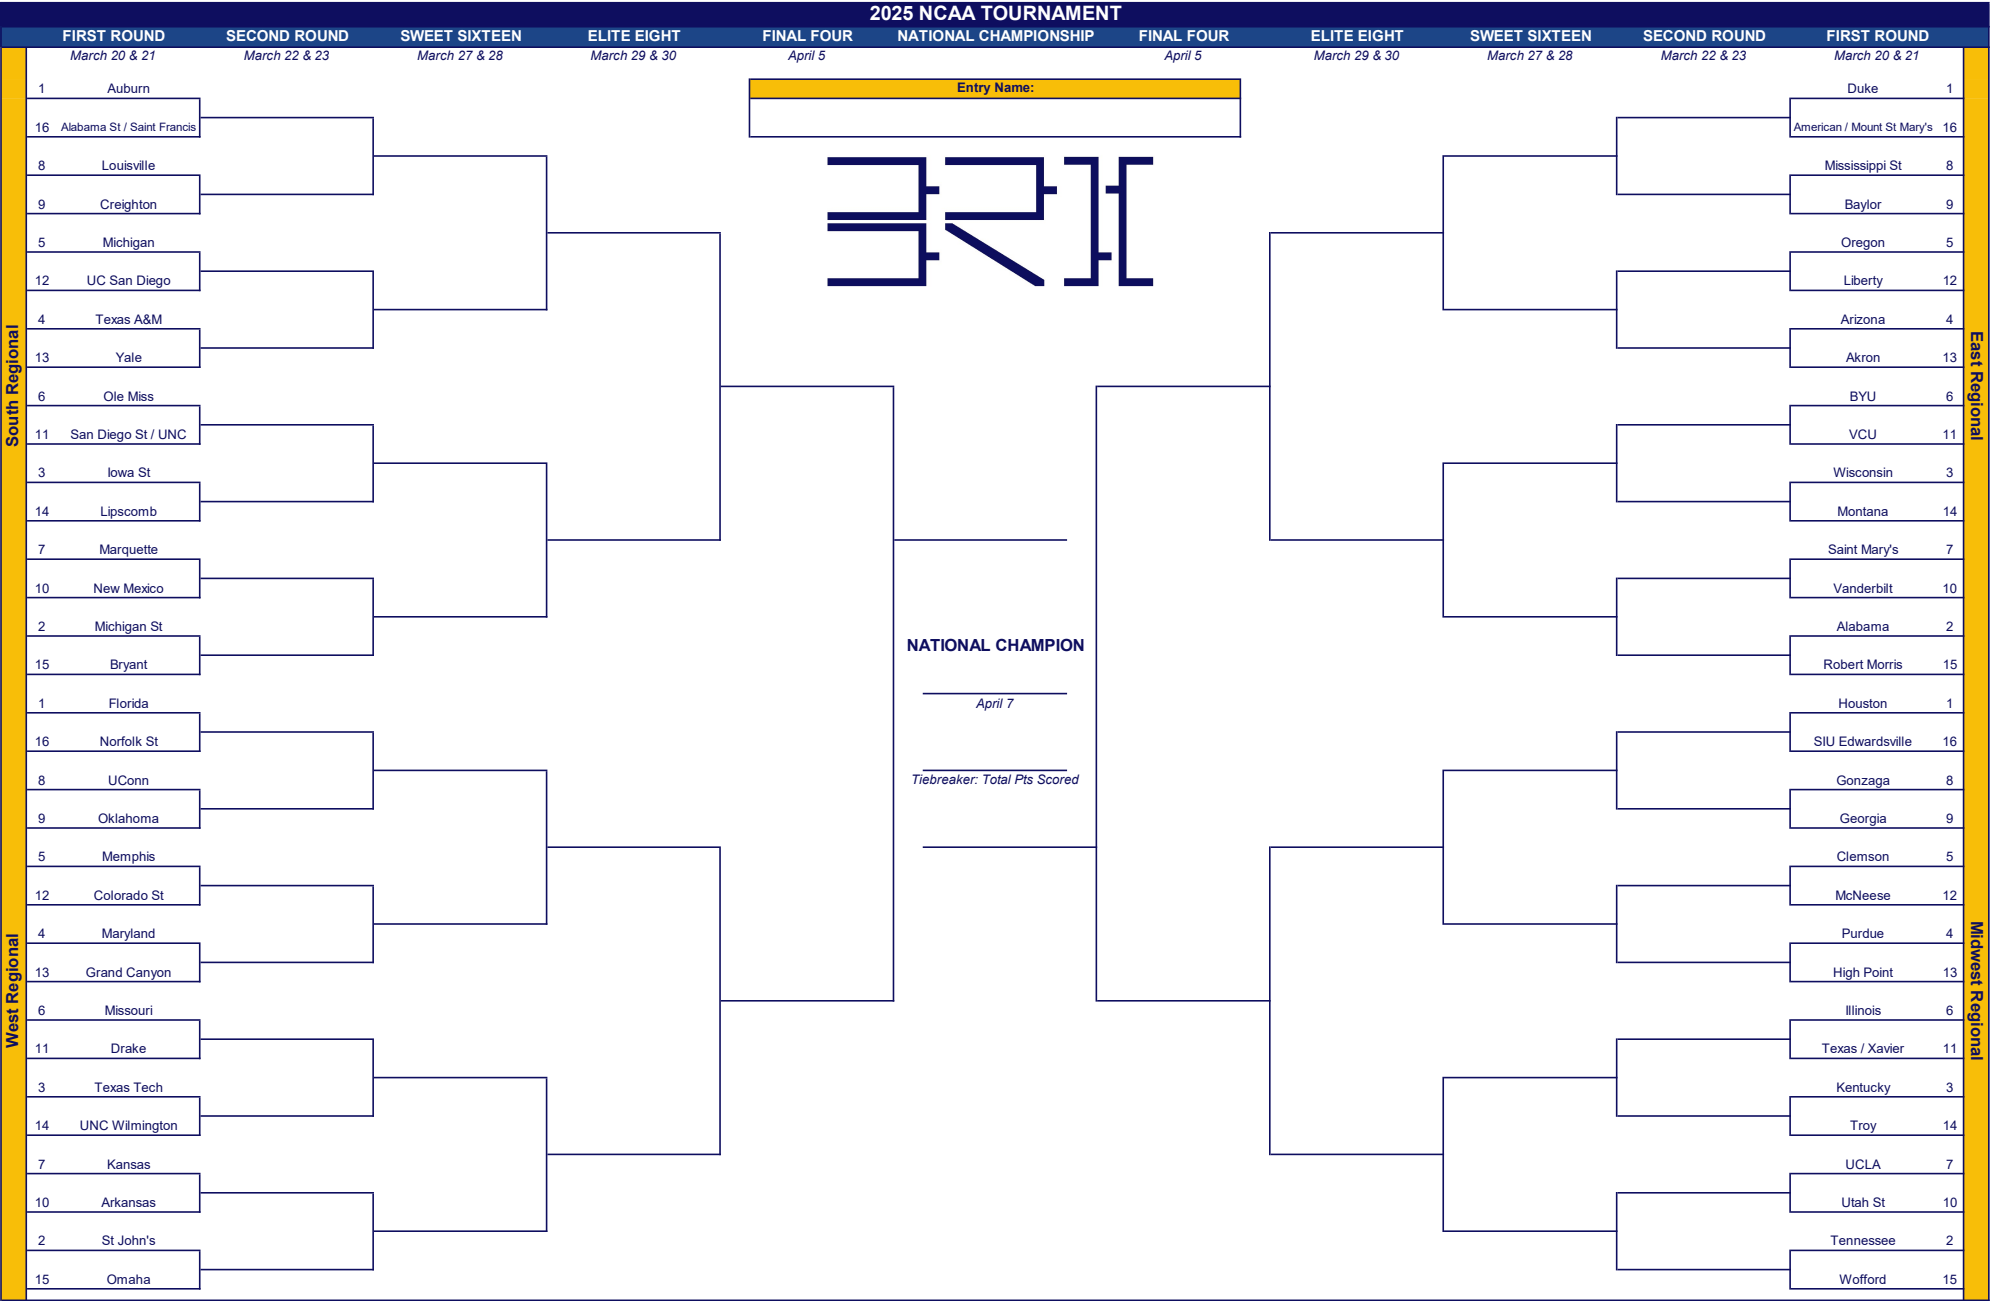 2025 NCAA TOURNAMENT
FIRST ROUND SECOND ROUND SWEET SIXTEEN ELITE EIGHT FINAL FOUR NATIONAL CHAMPIONSHIP FINAL FOUR ELITE EIGHT SWEET SIXTEEN SECOND ROUND FIRST ROUND
March 20 & 21 March 22 & 23 March 27 & 28 March 29 & 30 April 5 April 5 March 29 & 30 March 27 & 28 March 22 & 23 March 20 & 21
Entry Name:
South Regional
1 Auburn
16 Alabama St / Saint Francis
8 Louisville
9 Creighton
5 Michigan
12 UC San Diego
4 Texas A&M
13 Yale
6 Ole Miss
11 San Diego St / UNC
3 Iowa St
14 Lipscomb
7 Marquette
10 New Mexico
2 Michigan St
15 Bryant
West Regional
1 Florida
16 Norfolk St
8 UConn
9 Oklahoma
5 Memphis
12 Colorado St
4 Maryland
13 Grand Canyon
6 Missouri
11 Drake
3 Texas Tech
14 UNC Wilmington
7 Kansas
10 Arkansas
2 St John's
15 Omaha
NATIONAL CHAMPION
April 7
Tiebreaker: Total Pts Scored
East Regional
Duke 1
American / Mount St Mary's 16
Mississippi St 8
Baylor 9
Oregon 5
Liberty 12
Arizona 4
Akron 13
BYU 6
VCU 11
Wisconsin 3
Montana 14
Saint Mary's 7
Vanderbilt 10
Alabama 2
Robert Morris 15
Midwest Regional
Houston 1
SIU Edwardsville 16
Gonzaga 8
Georgia 9
Clemson 5
McNeese 12
Purdue 4
High Point 13
Illinois 6
Texas / Xavier 11
Kentucky 3
Troy 14
UCLA 7
Utah St 10
Tennessee 2
Wofford 15